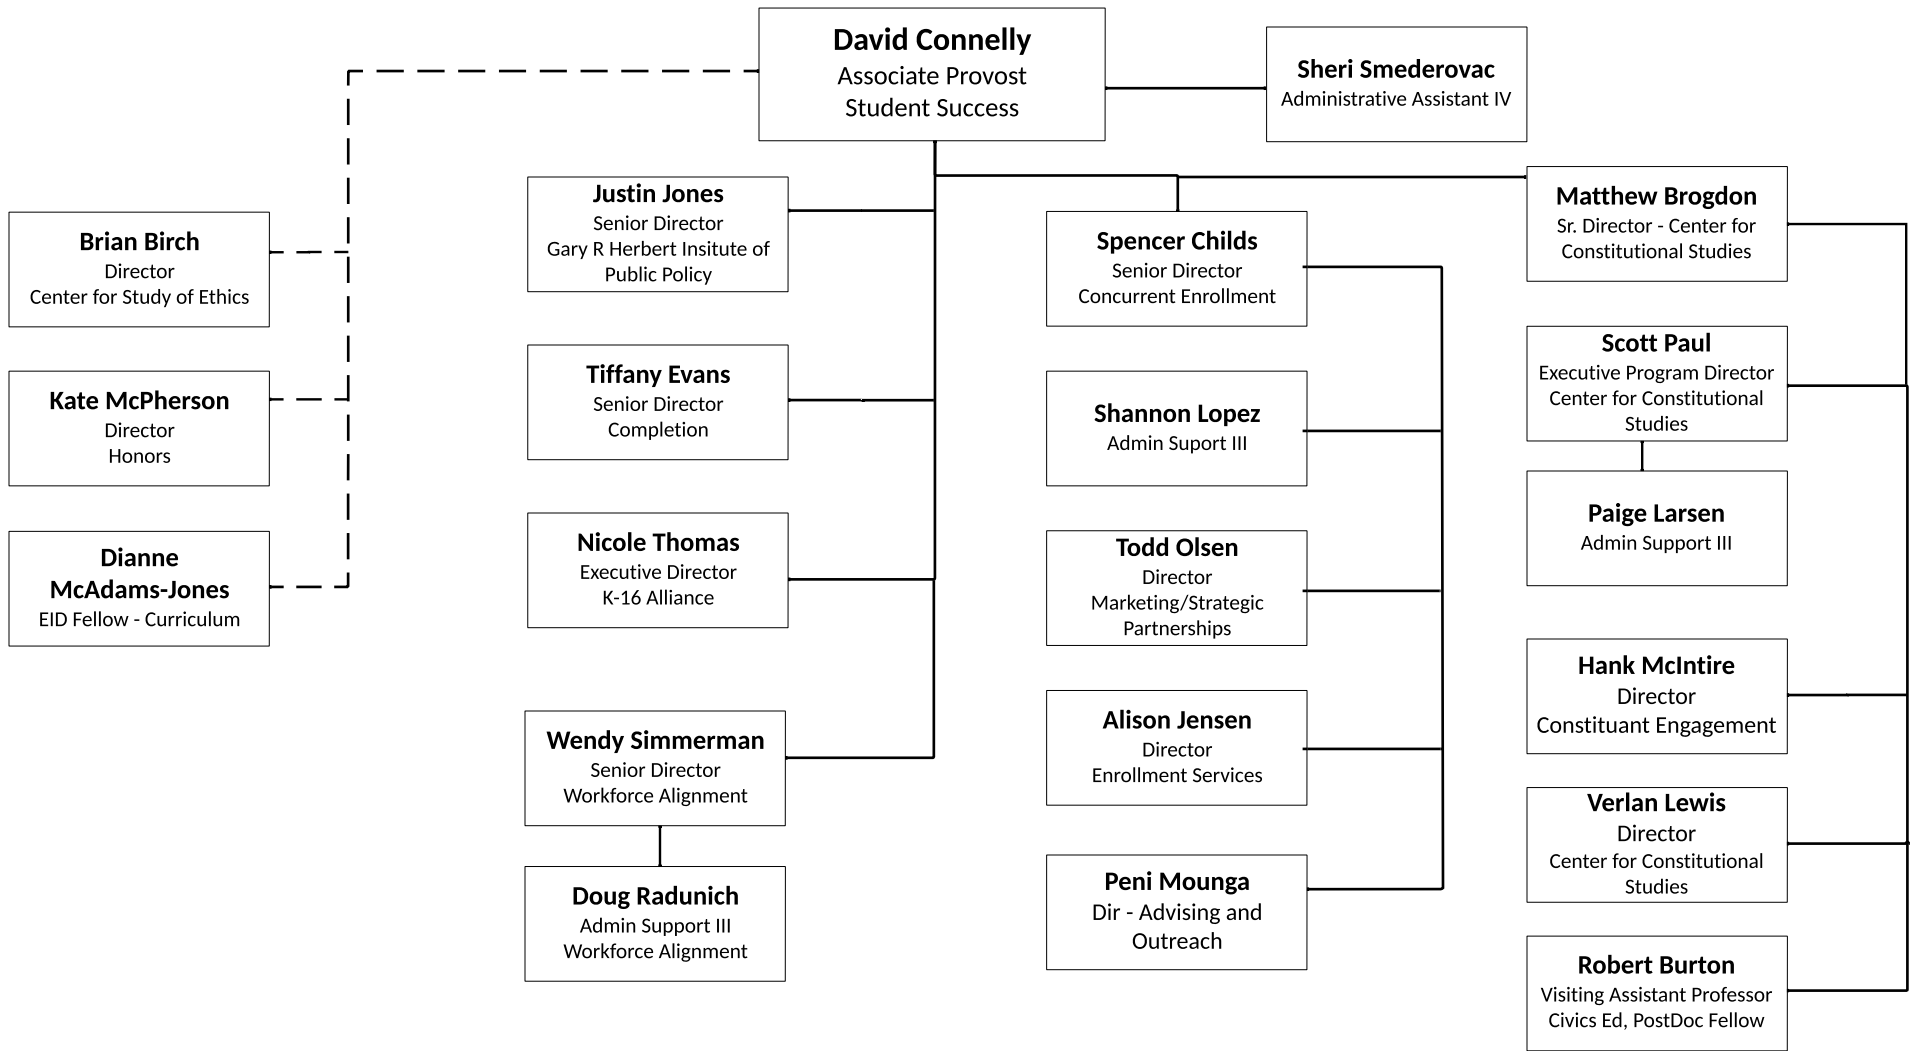 David Connelly
Associate Provost
Student Success
Sheri Smederovac
Administrative Assistant IV
Brian Birch
Director
Center for Study of Ethics
Kate McPherson
Director
Honors
Dianne
McAdams-Jones
EID Fellow - Curriculum
Justin Jones
Senior Director
Gary R Herbert Insitute of
Public Policy
Tiffany Evans
Senior Director
Completion
Nicole Thomas
Executive Director
K-16 Alliance
Wendy Simmerman
Senior Director
Workforce Alignment
Doug Radunich
Admin Support III
Workforce Alignment
Spencer Childs
Senior Director
Concurrent Enrollment
Shannon Lopez
Admin Suport III
Todd Olsen
Director
Marketing/Strategic
Partnerships
Alison Jensen
Director
Enrollment Services
Peni Mounga
Dir - Advising and
Outreach
Matthew Brogdon
Sr. Director - Center for
Constitutional Studies
Scott Paul
Executive Program Director
Center for Constitutional
Studies
Paige Larsen
Admin Support III
Hank McIntire
Director
Constituant Engagement
Verlan Lewis
Director
Center for Constitutional
Studies
Robert Burton
Visiting Assistant Professor
Civics Ed, PostDoc Fellow